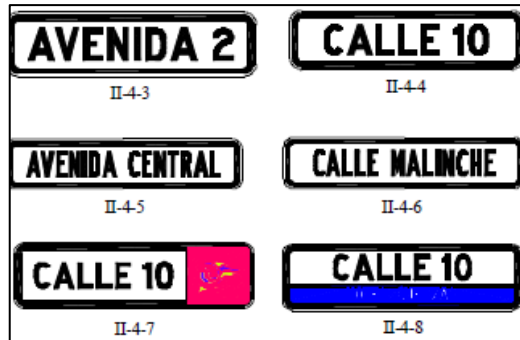 AVENIDA 2
CALLE 10
II-4-3
II-4-4
AVENIDA CENTRAL
CALLE MALINCHE
II-4-5
II-4-6
CALLE 10
CALLE 10
II-4-7
II-4-8